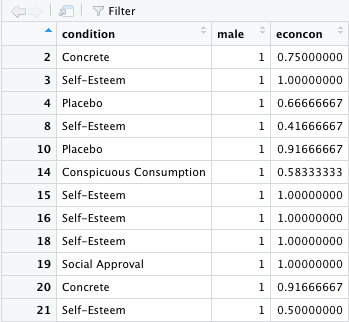 Filter
condition male econcon
2 Concrete 1 0.75000000
3 Self-Esteem 1 1.00000000
4 Placebo 1 0.66666667
8 Self-Esteem 1 0.41666667
10 Placebo 1 0.91666667
14 Conspicuous Consumption 1 0.58333333
15 Self-Esteem 1 1.00000000
16 Self-Esteem 1 1.00000000
18 Self-Esteem 1 1.00000000
19 Social Approval 1 1.00000000
20 Concrete 1 0.91666667
21 Self-Esteem 1 0.50000000